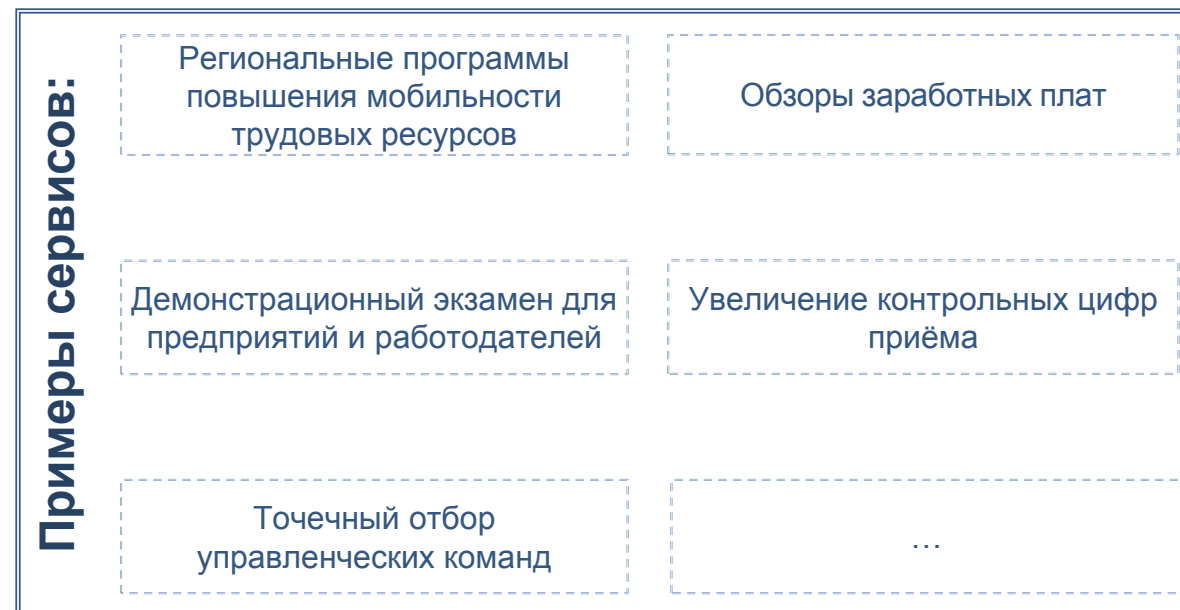 Примеры сервисов:
Региональные программы
повышения мобильности
трудовых ресурсов
Обзоры заработных плат
Демонстрационный экзамен для
предприятий и работодателей
Увеличение контрольных цифр
приёма
Точечный отбор
управленческих команд
…